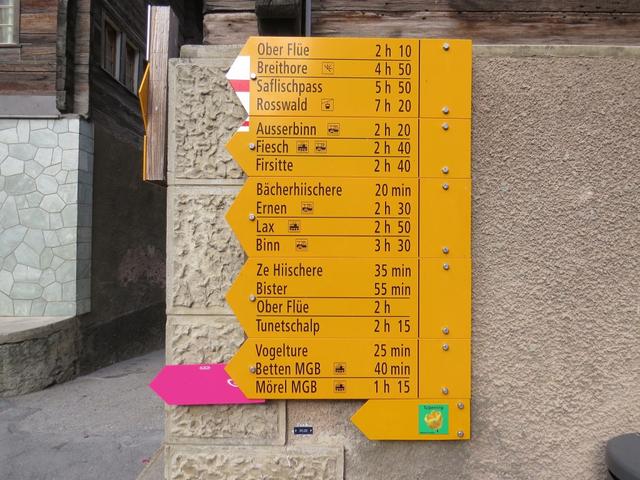 Ober Flüe 2 h 10
Breithore 4 h 50
Saflischpass 5 h 50
Rosswald 7 h 20
Ausserbinn 2 h 20
Fiesch 2 h 40
Firsitte 2 h 40
Bächerhiischere 20 min
Ernen 2 h 30
Lax 2 h 50
Binn 3 h 30
Ze Hiischere 35 min
Bister 55 min
Ober Flüe 2 h
Tunetschalp 2 h 15
Vogelture 25 min
Betten MGB 40 min
Mörel MGB 1 h 15